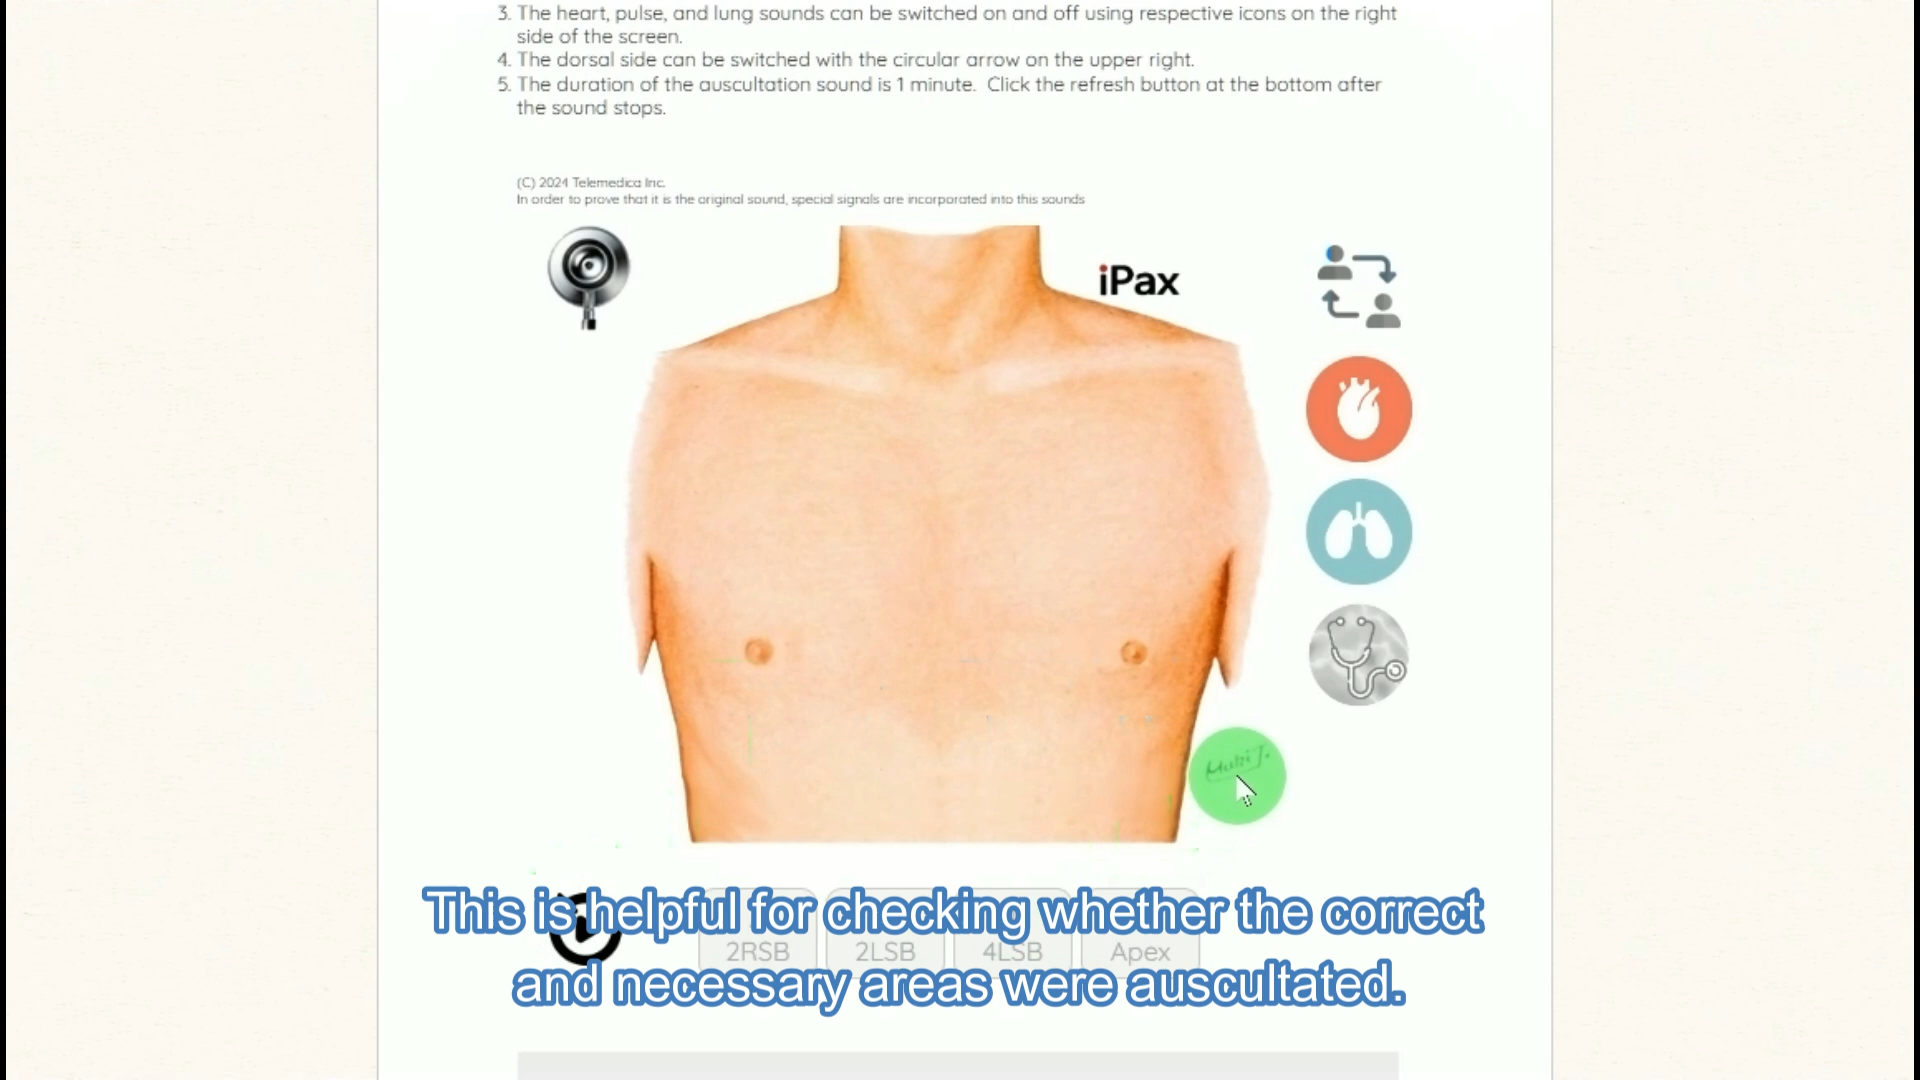 3. The heart, pulse, and lung sounds can be switched on and off using respective icons on the right
side of the screen.
4. The dorsal side can be switched with the circular arrow on the upper right.
5. The duration of the auscultation sound is 1 minute. Click the refresh button at the bottom after
the sound stops.
(C) 2024 Telemedica Inc.
In order to prove that it is the original sound, special signals are incorporated into this sounds
iPax
This is helpful for checking whether the correct
2RSB 2LSB 4LSB Apex
and necessary areas were auscultated.